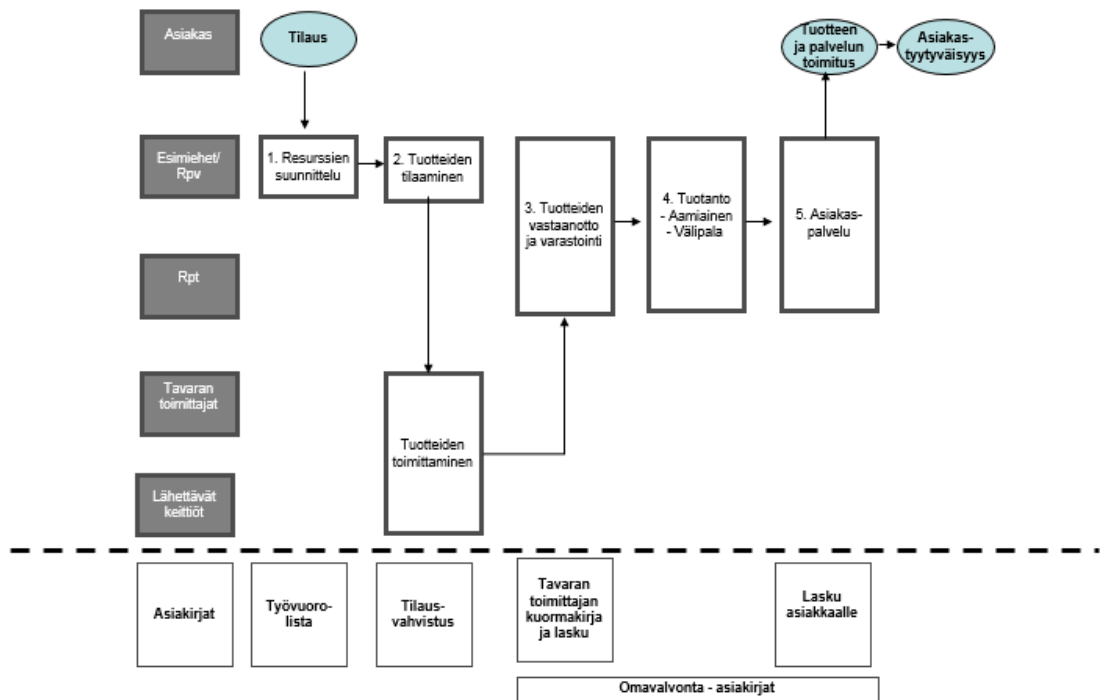 Asiakas
Tilaus
Tuotteen
ja palvelun
toimitus
Asiakas-
tyytyväisyys
Esimiehet/
Rpv
1. Resurssien
suunnittelu
2. Tuotteiden
tilaaminen
3. Tuotteiden
vastaanotto
ja varastointi
4. Tuotanto
- Aamiainen
- Välipala
5. Asiakas-
palvelu
Rpt
Tavaran
toimittajat
Tuotteiden
toimittaminen
Lähettävät
keittiöt
Asiakirjat
Työvuoro-
lista
Tilaus-
vahvistus
Tavaran
toimittajan
kuormakirja
ja lasku
Lasku
asiakkaalle
Omavalvonta - asiakirjat